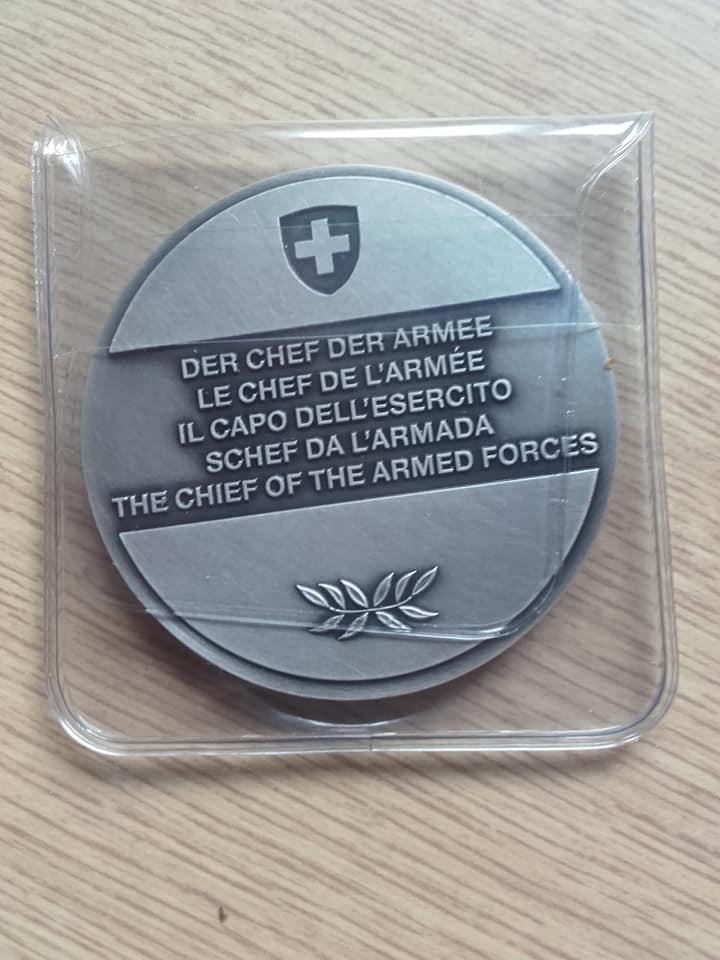 DER CHEF DER ARMEE
LE CHEF DE L'ARMÉE
IL CAPO DELL'ESERCITO
SCHEF DA L'ARMADA
THE CHIEF OF THE ARMED FORCES